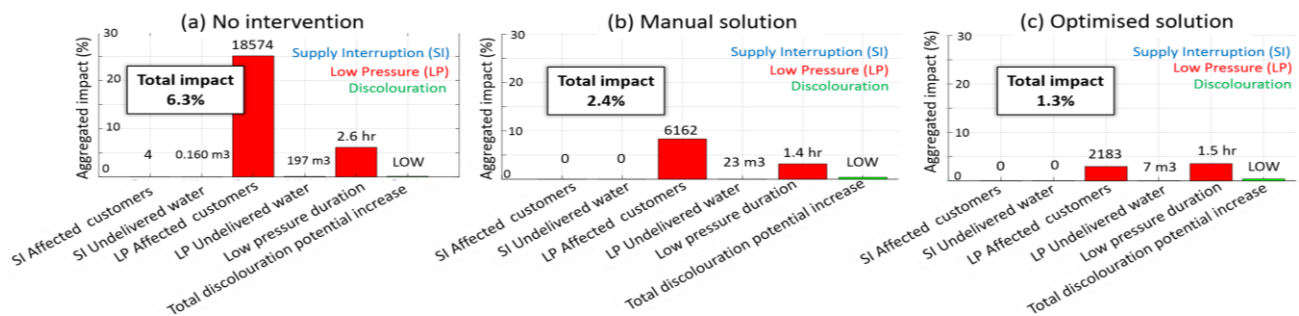 (a) No intervention
Aggregated impact (%)
30
20
10
0
Supply Interruption (SI)
Low Pressure (LP)
Discolouration
Total impact
6.3%
4
0.160 m3
18574
197 m3
2.6 hr
LOW
SI Affected customers
SI Undelivered water
LP Affected customers
LP Undelivered water
Low pressure duration
Total discolouration potential increase
(b) Manual solution
Aggregated impact (%)
30
20
10
0
Supply Interruption (SI)
Low Pressure (LP)
Discolouration
Total impact
2.4%
0
0
6162
23 m3
1.4 hr
LOW
SI Affected customers
SI Undelivered water
LP Affected customers
LP Undelivered water
Low pressure duration
Total discolouration potential increase
(c) Optimised solution
Aggregated impact (%)
30
20
10
0
Supply Interruption (SI)
Low Pressure (LP)
Discolouration
Total impact
1.3%
0
0
2183
7 m3
1.5 hr
LOW
SI Affected customers
SI Undelivered water
LP Affected customers
LP Undelivered water
Low pressure duration
Total discolouration potential increase